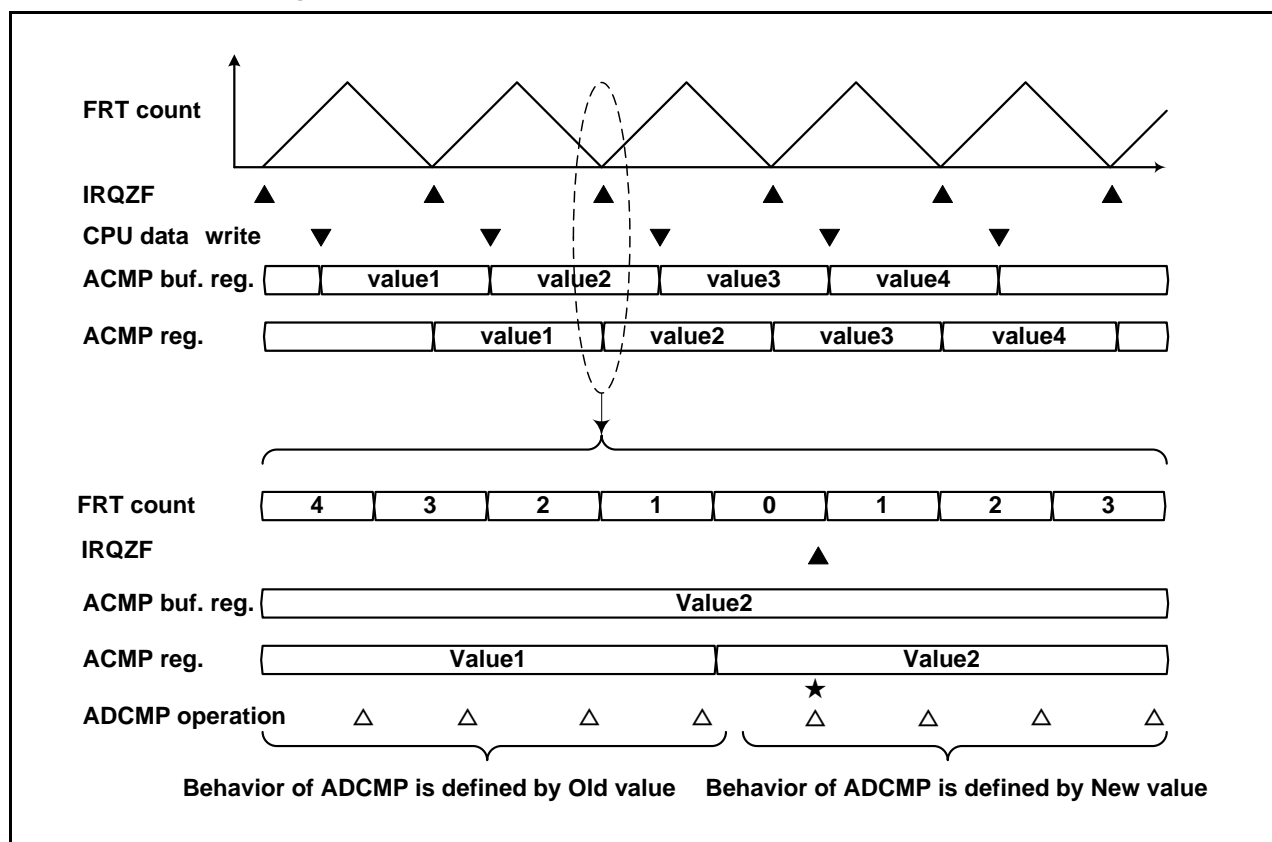 FRT count
IRQZF
CPU data write
ACMP buf. reg. value1 value2 value3 value4
ACMP reg. value1 value2 value3 value4
FRT count 4 3 2 1 0 1 2 3
IRQZF
ACMP buf. reg. Value2
ACMP reg. Value1 Value2
ADCMP operation
Behavior of ADCMP is defined by Old value Behavior of ADCMP is defined by New value